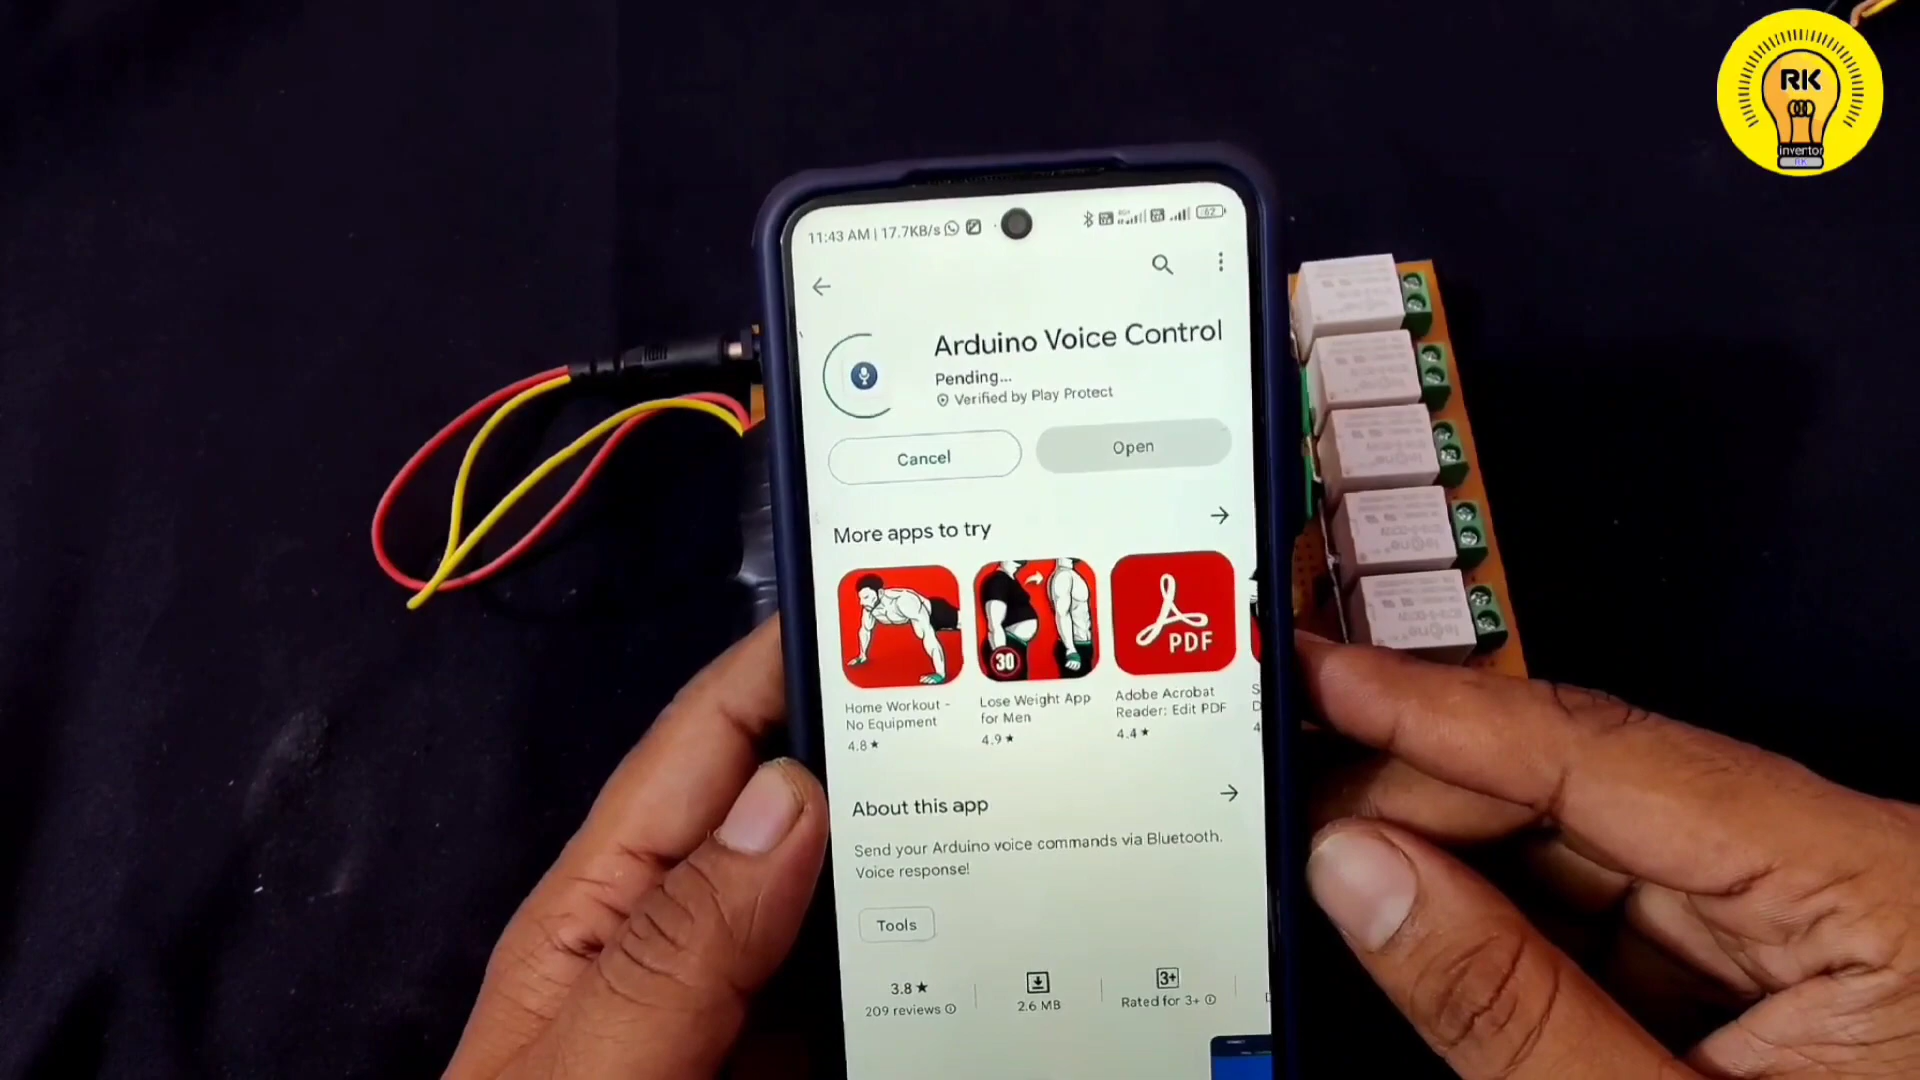 RK
inventor
RK
11:43 AM | 17.7KB/s
62
Arduino Voice Control
Pending...
Verified by Play Protect
Cancel
Open
More apps to try
30
PDF
Home Workout -
No Equipment
4.8 ★
Lose Weight App
for Men
4.9 ★
Adobe Acrobat
Reader: Edit PDF
4.4 ★
About this app
Send your Arduino voice commands via Bluetooth.
Voice response!
Tools
3.8 ★
209 reviews
2.6 MB
3+
Rated for 3+